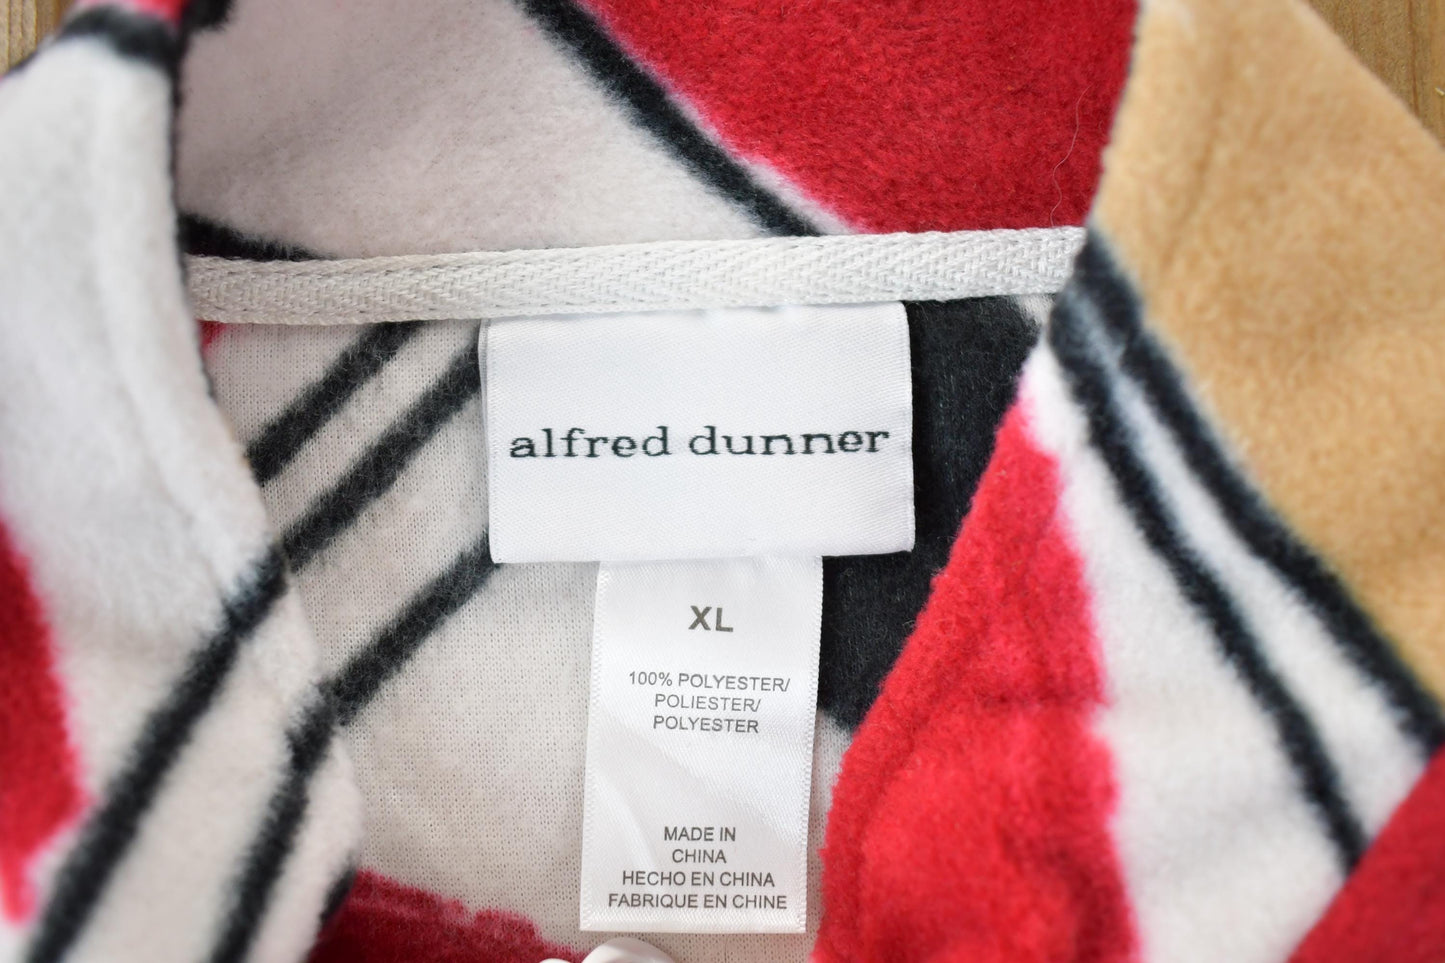 alfred dunner
XL
100% POLYESTER/
POLIESTER/
POLYESTER
MADE IN
CHINA
HECHO EN CHINA
FABRIQUE EN CHINE